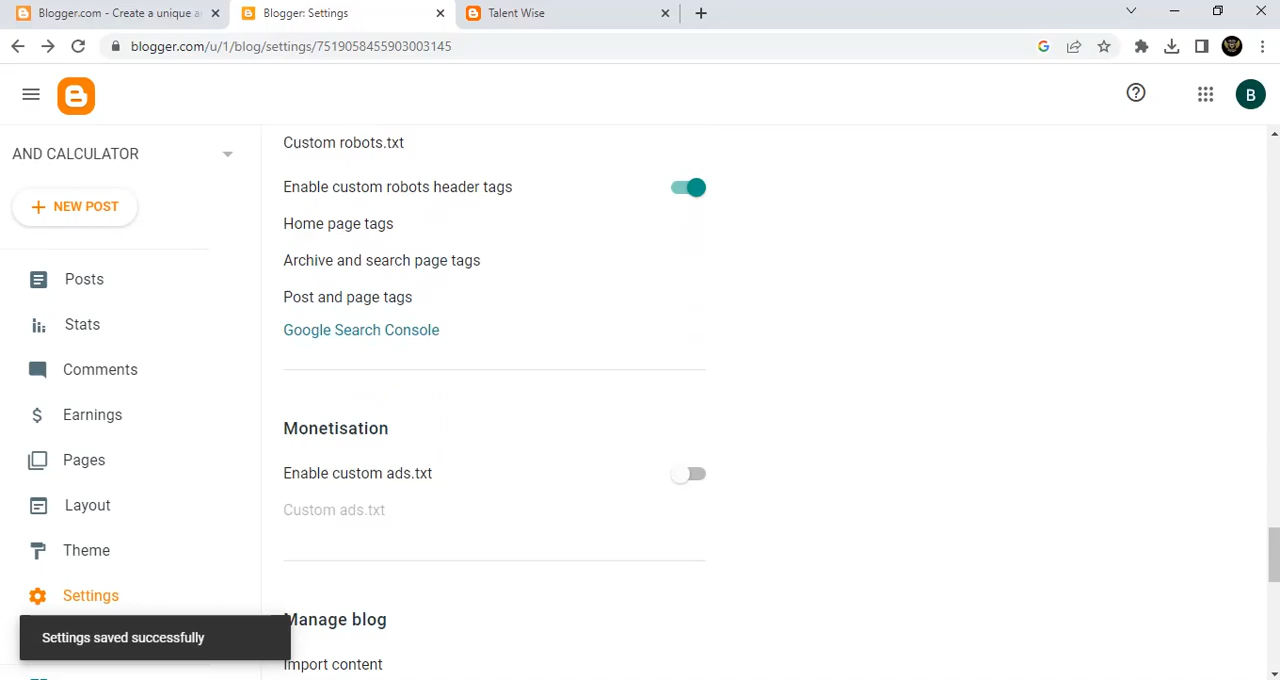 Blogger.com - Create a unique a
Blogger: Settings
Talent Wise
blogger.com/u/1/blog/settings/7519058455903003145
B
AND CALCULATOR
NEW POST
Posts
Stats
Comments
Earnings
Pages
Layout
Theme
Settings
Settings saved successfully
Custom robots.txt
Enable custom robots header tags
Home page tags
Archive and search page tags
Post and page tags
Google Search Console
Monetisation
Enable custom ads.txt
Custom ads.txt
Manage blog
Import content